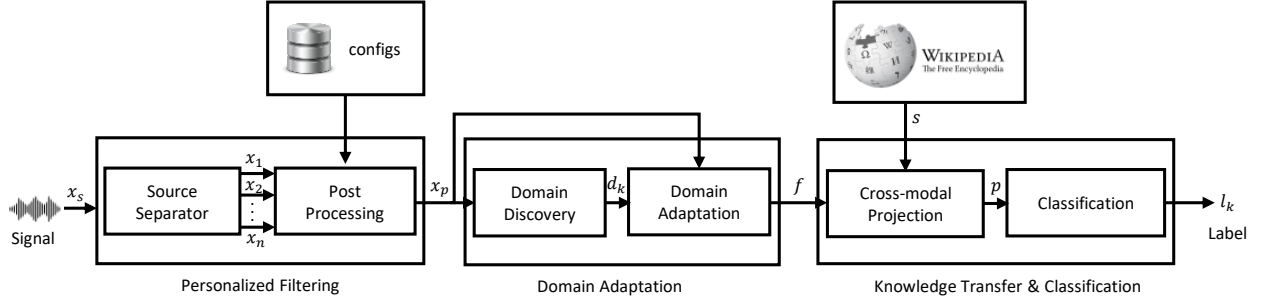 configs
WIKIPEDIA
The Free Encyclopedia
s
x_s
Signal
Source
Separator
x_1
x_2
⋮
x_n
Post
Processing
x_p
Domain
Discovery
d_k
Domain
Adaptation
f
Cross-modal
Projection
p
Classification
l_k
Label
Personalized Filtering
Domain Adaptation
Knowledge Transfer & Classification